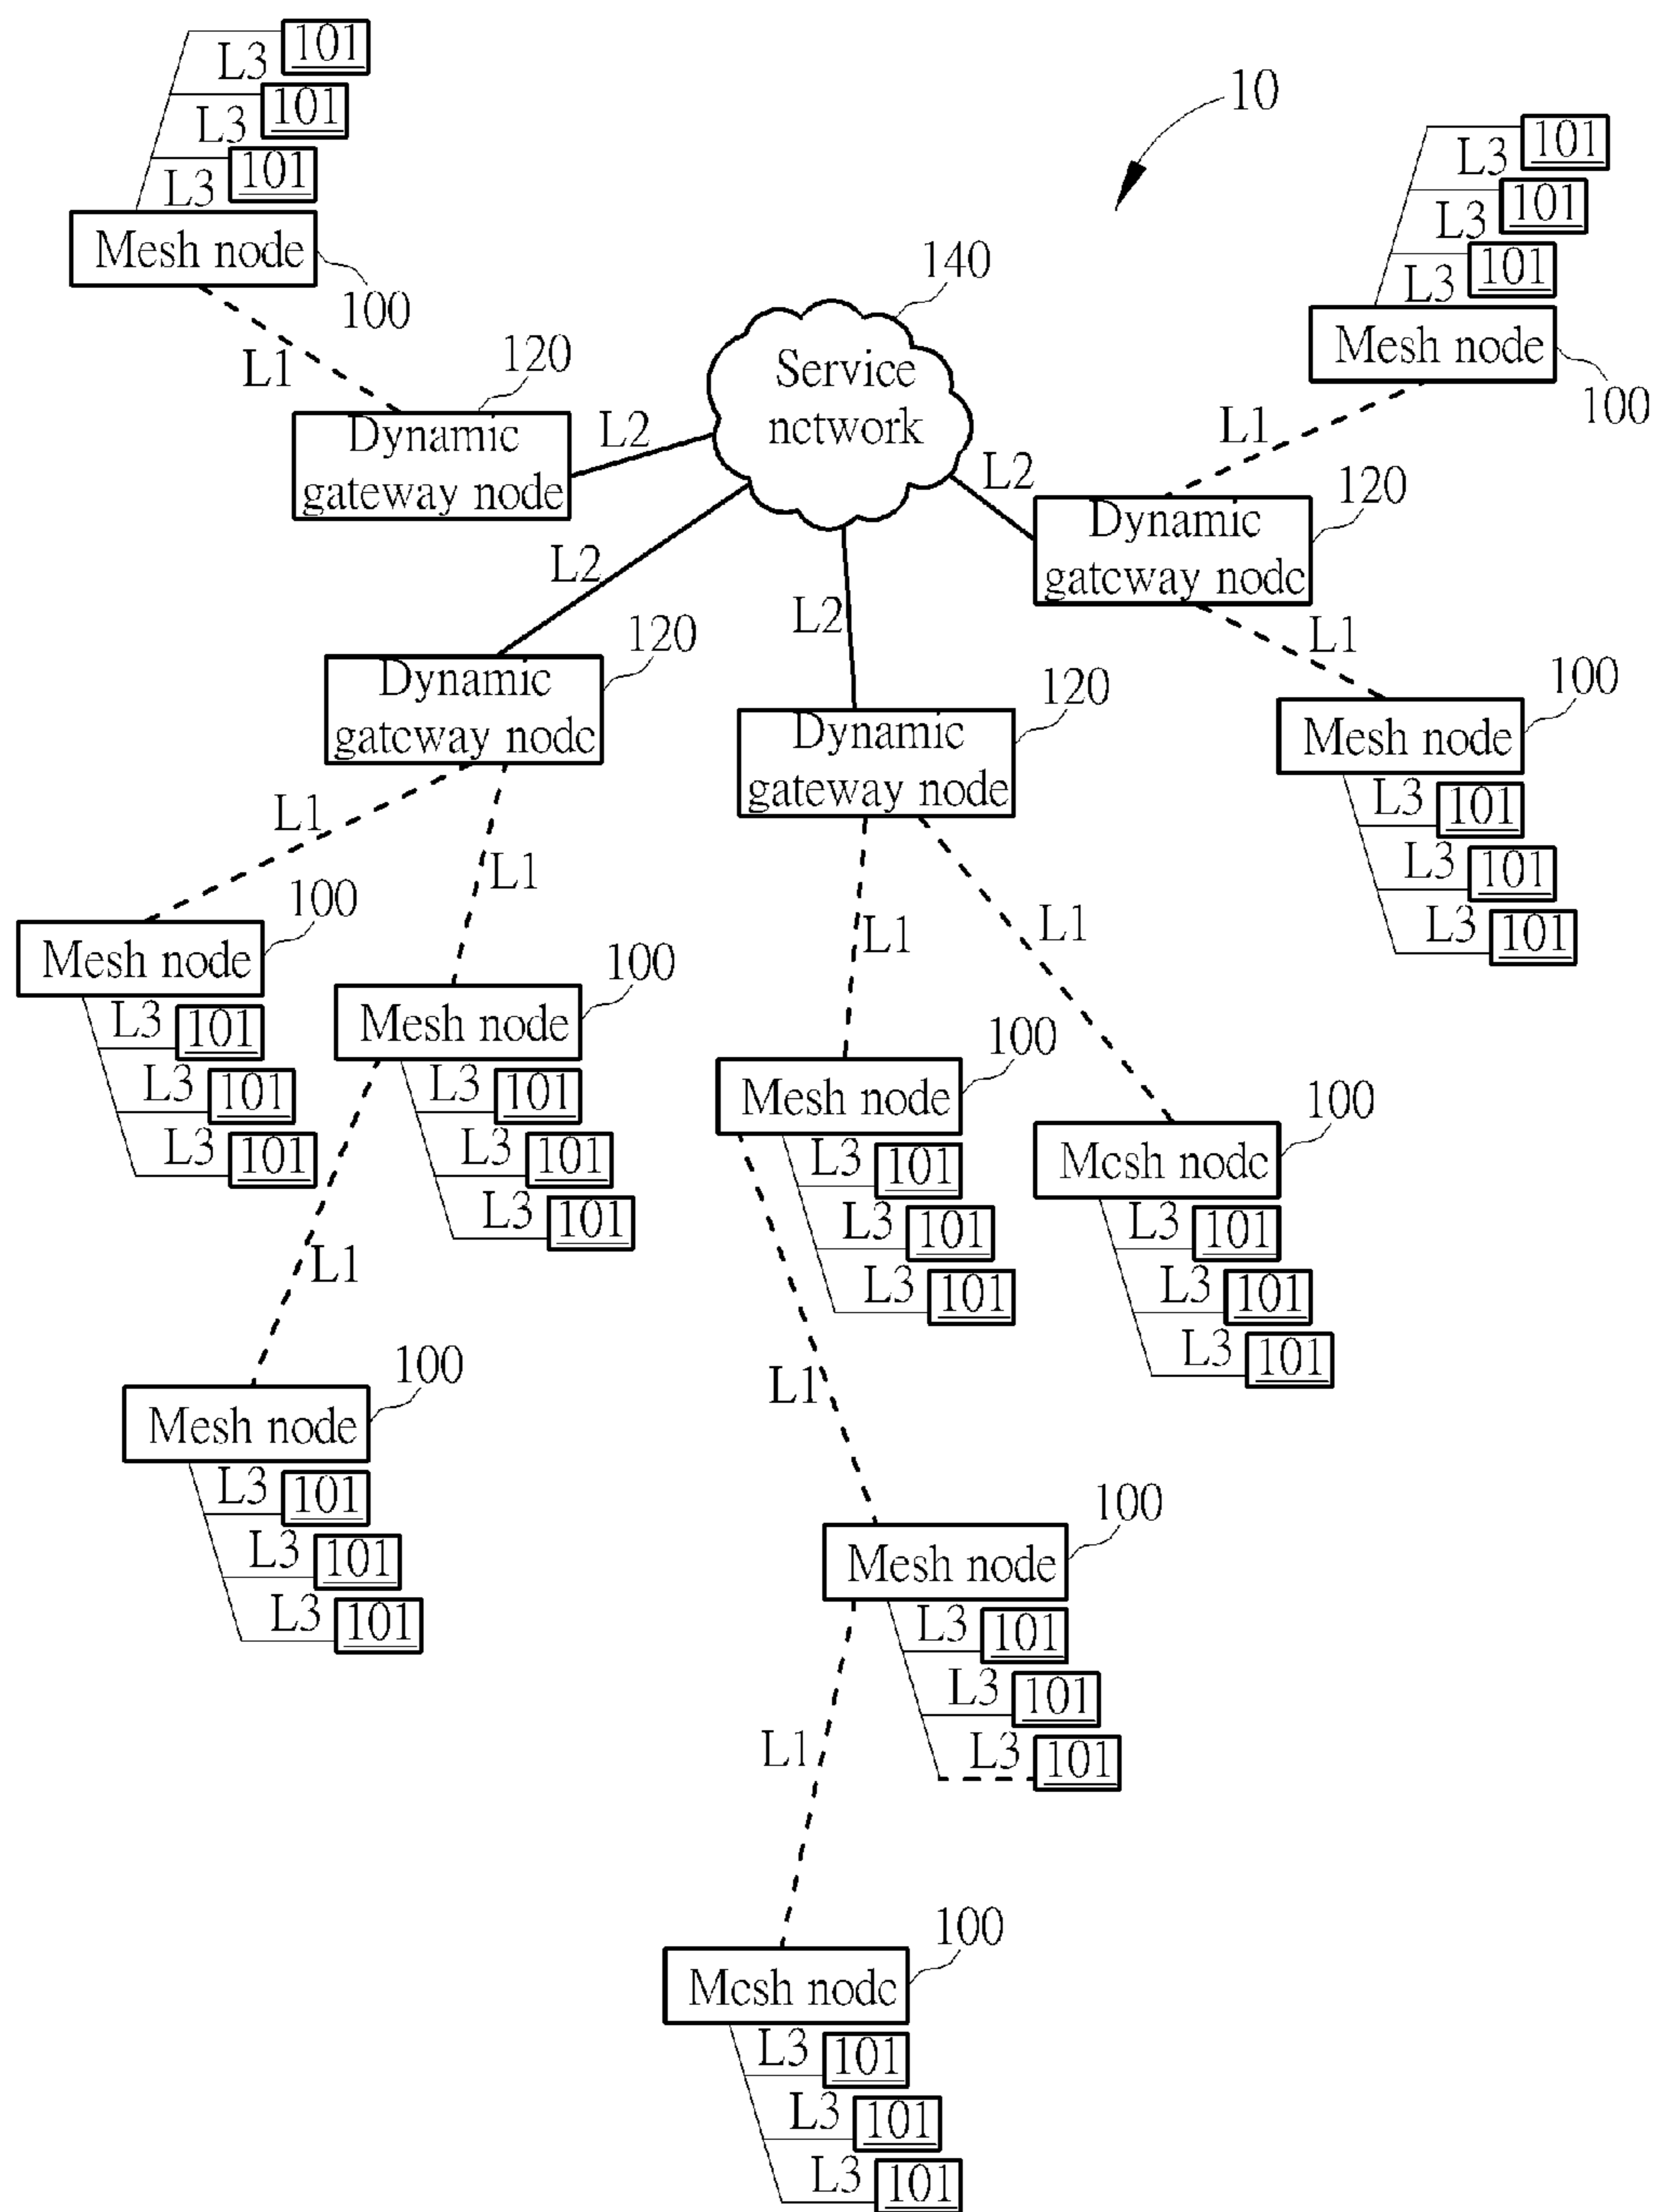 101
L3
101
L3
101
L3
Mesh node
100
L1
10
101
L3
101
L3
101
L3
Mesh node
100
L1
140
Service
nctwork
120
Dynamic
gateway node
L2
L2
120
Dynamic
gatcway nodc
L1
100
Mesh node
L3
101
L3
101
L3
101
L2
120
Dynamic
gatcway nodc
L2
120
Dynamic
gateway node
L1
100
Mesh node
L3
101
L3
101
L3
101
L1
100
Mesh node
L3
101
L3
101
L3
101
L1
100
Mesh node
L3
101
L3
101
L3
101
L1
100
Mesh node
L3
101
L3
101
L3
101
L1
100
Mcsh nodc
L3
101
L3
101
L3
101
L1
100
Mesh node
L3
101
L3
101
L3
101
L1
100
Mcsh nodc
L3
101
L3
101
L3
101